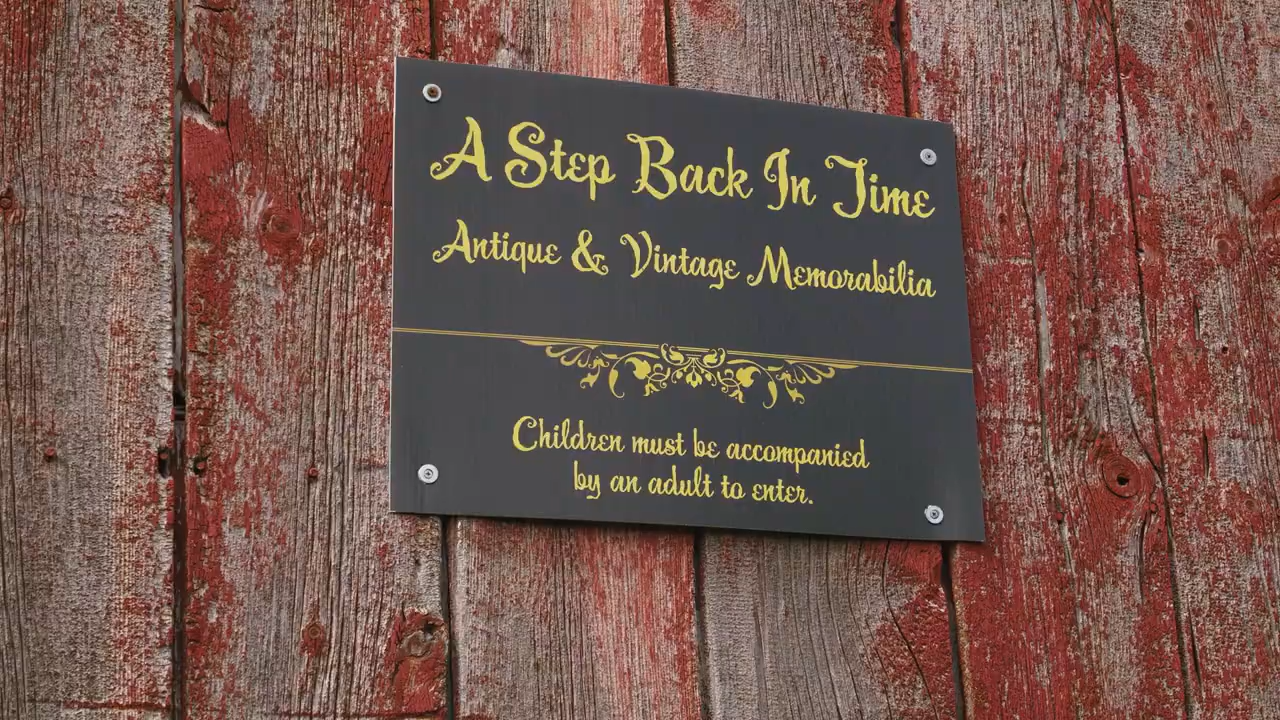 A Step Back In Time
Antique & Vintage Memorabilia
Children must be accompanied
by an adult to enter.